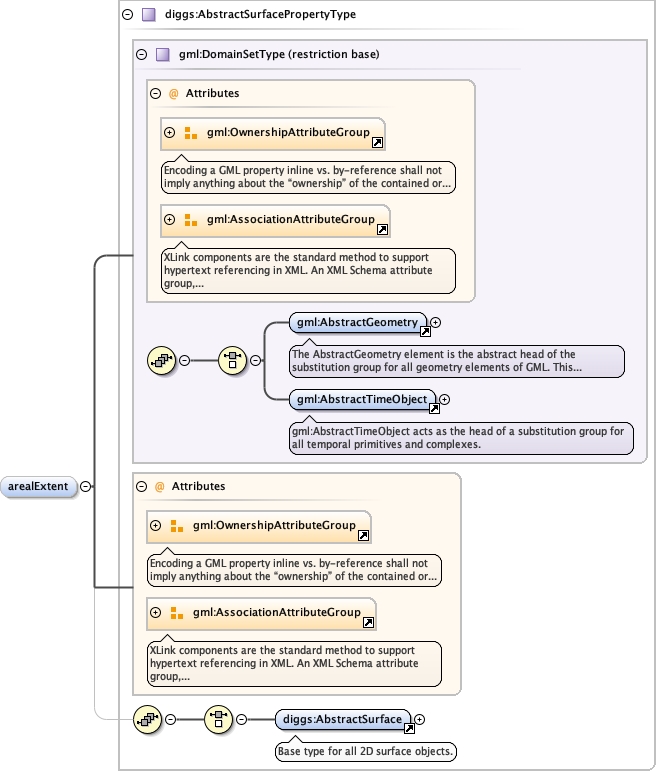 diggs:AbstractSurfacePropertyType
gml:DomainSetType (restriction base)
@ Attributes
gml:OwnershipAttributeGroup
Encoding a GML property inline vs. by-reference shall not
imply anything about the “ownership” of the contained or...
gml:AssociationAttributeGroup
XLink components are the standard method to support
hypertext referencing in XML. An XML Schema attribute
group,...
gml:AbstractGeometry
The AbstractGeometry element is the abstract head of the
substitution group for all geometry elements of GML. This...
gml:AbstractTimeObject
gml:AbstractTimeObject acts as the head of a substitution group for
all temporal primitives and complexes.
arealExtent
@ Attributes
gml:OwnershipAttributeGroup
Encoding a GML property inline vs. by-reference shall not
imply anything about the “ownership” of the contained or...
gml:AssociationAttributeGroup
XLink components are the standard method to support
hypertext referencing in XML. An XML Schema attribute
group,...
diggs:AbstractSurface
Base type for all 2D surface objects.